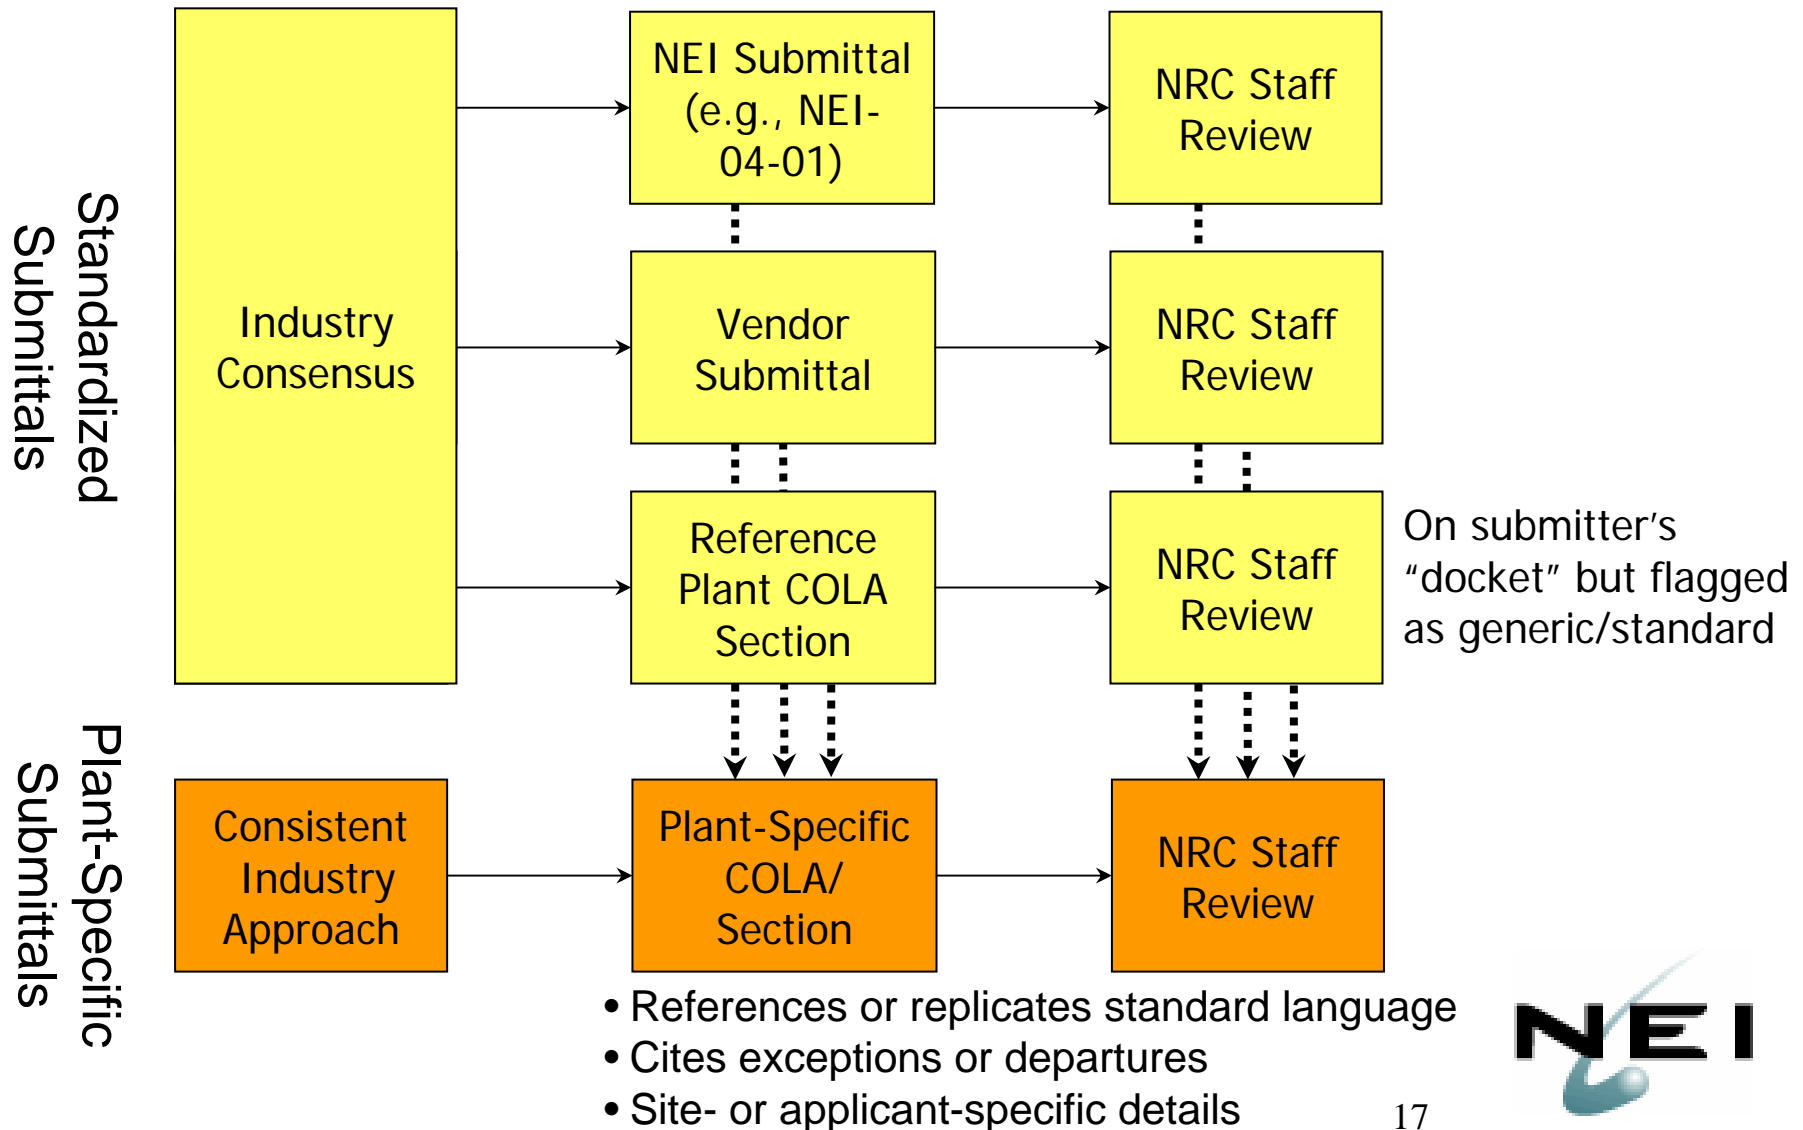 Standardized
Submittals
Industry
Consensus
NEI Submittal
(e.g., NEI-
04-01)
NRC Staff
Review
Vendor
Submittal
NRC Staff
Review
Reference
Plant COLA
Section
NRC Staff
Review
On submitter’s
“docket” but flagged
as generic/standard
Plant-Specific
Submittals
Consistent
Industry
Approach
Plant-Specific
COLA/
Section
NRC Staff
Review
• References or replicates standard language
• Cites exceptions or departures
• Site- or applicant-specific details
17
NEI